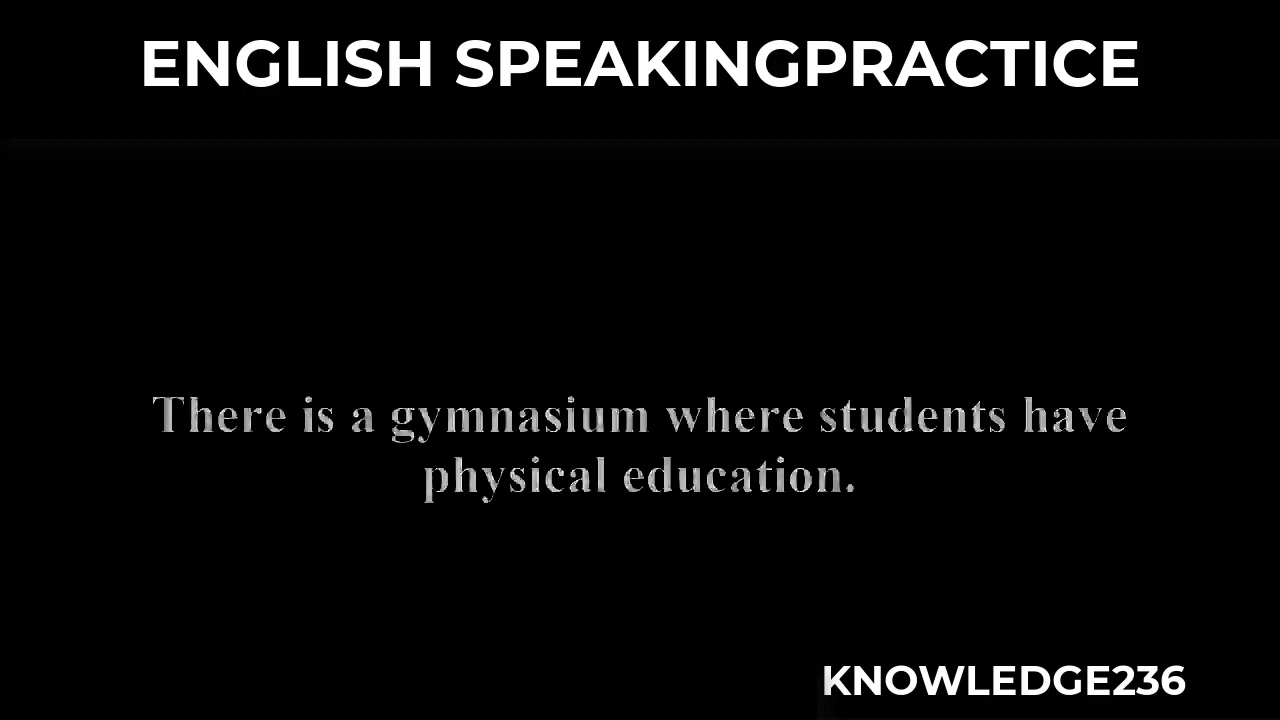 ENGLISH SPEAKINGPRACTICE
There is a gymnasium where students have
physical education.
KNOWLEDGE236